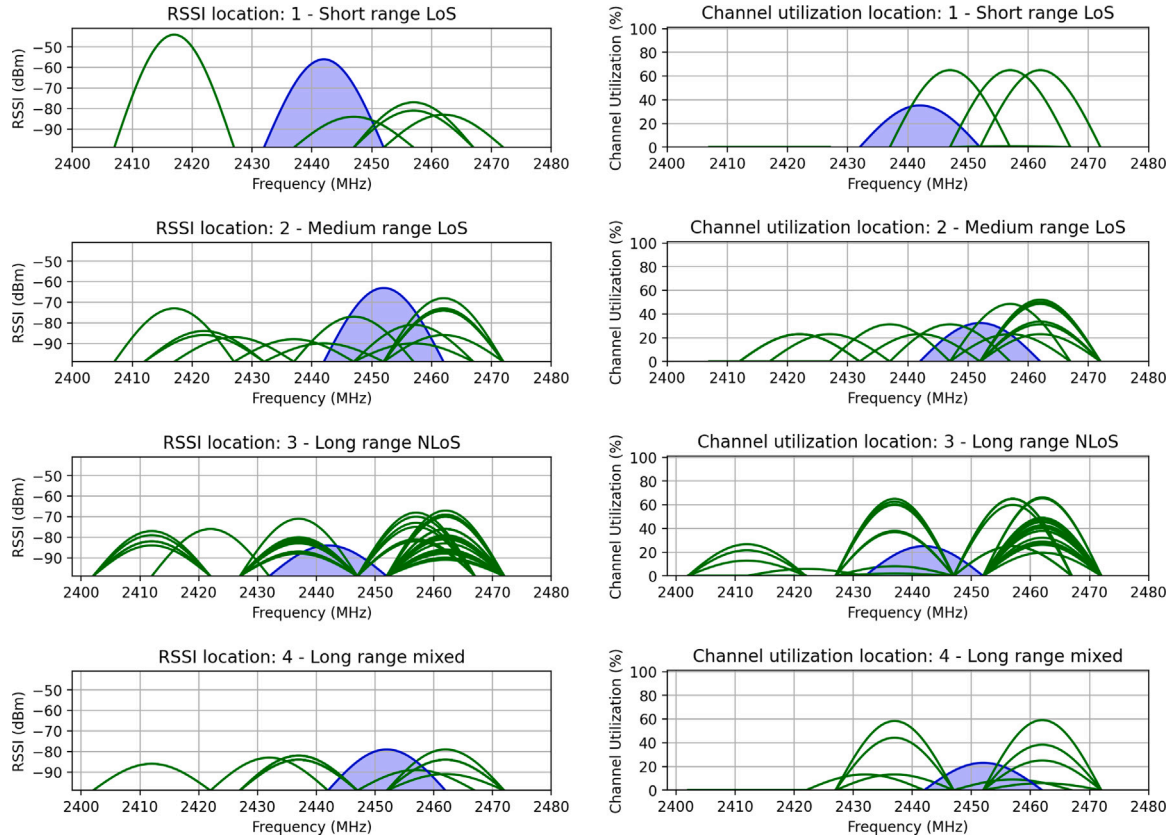 RSSI location: 1 - Short range LoS
RSSI (dBm)
−50
−60
−70
−80
−90
2400 2410 2420 2430 2440 2450 2460 2470 2480
Frequency (MHz)
Channel utilization location: 1 - Short range LoS
Channel Utilization (%)
100
80
60
40
20
0
2400 2410 2420 2430 2440 2450 2460 2470 2480
Frequency (MHz)
RSSI location: 2 - Medium range LoS
RSSI (dBm)
−50
−60
−70
−80
−90
2400 2410 2420 2430 2440 2450 2460 2470 2480
Frequency (MHz)
Channel utilization location: 2 - Medium range LoS
Channel Utilization (%)
100
80
60
40
20
0
2400 2410 2420 2430 2440 2450 2460 2470 2480
Frequency (MHz)
RSSI location: 3 - Long range NLoS
RSSI (dBm)
−50
−60
−70
−80
−90
2400 2410 2420 2430 2440 2450 2460 2470 2480
Frequency (MHz)
Channel utilization location: 3 - Long range NLoS
Channel Utilization (%)
100
80
60
40
20
0
2400 2410 2420 2430 2440 2450 2460 2470 2480
Frequency (MHz)
RSSI location: 4 - Long range mixed
RSSI (dBm)
−50
−60
−70
−80
−90
2400 2410 2420 2430 2440 2450 2460 2470 2480
Frequency (MHz)
Channel utilization location: 4 - Long range mixed
Channel Utilization (%)
100
80
60
40
20
0
2400 2410 2420 2430 2440 2450 2460 2470 2480
Frequency (MHz)